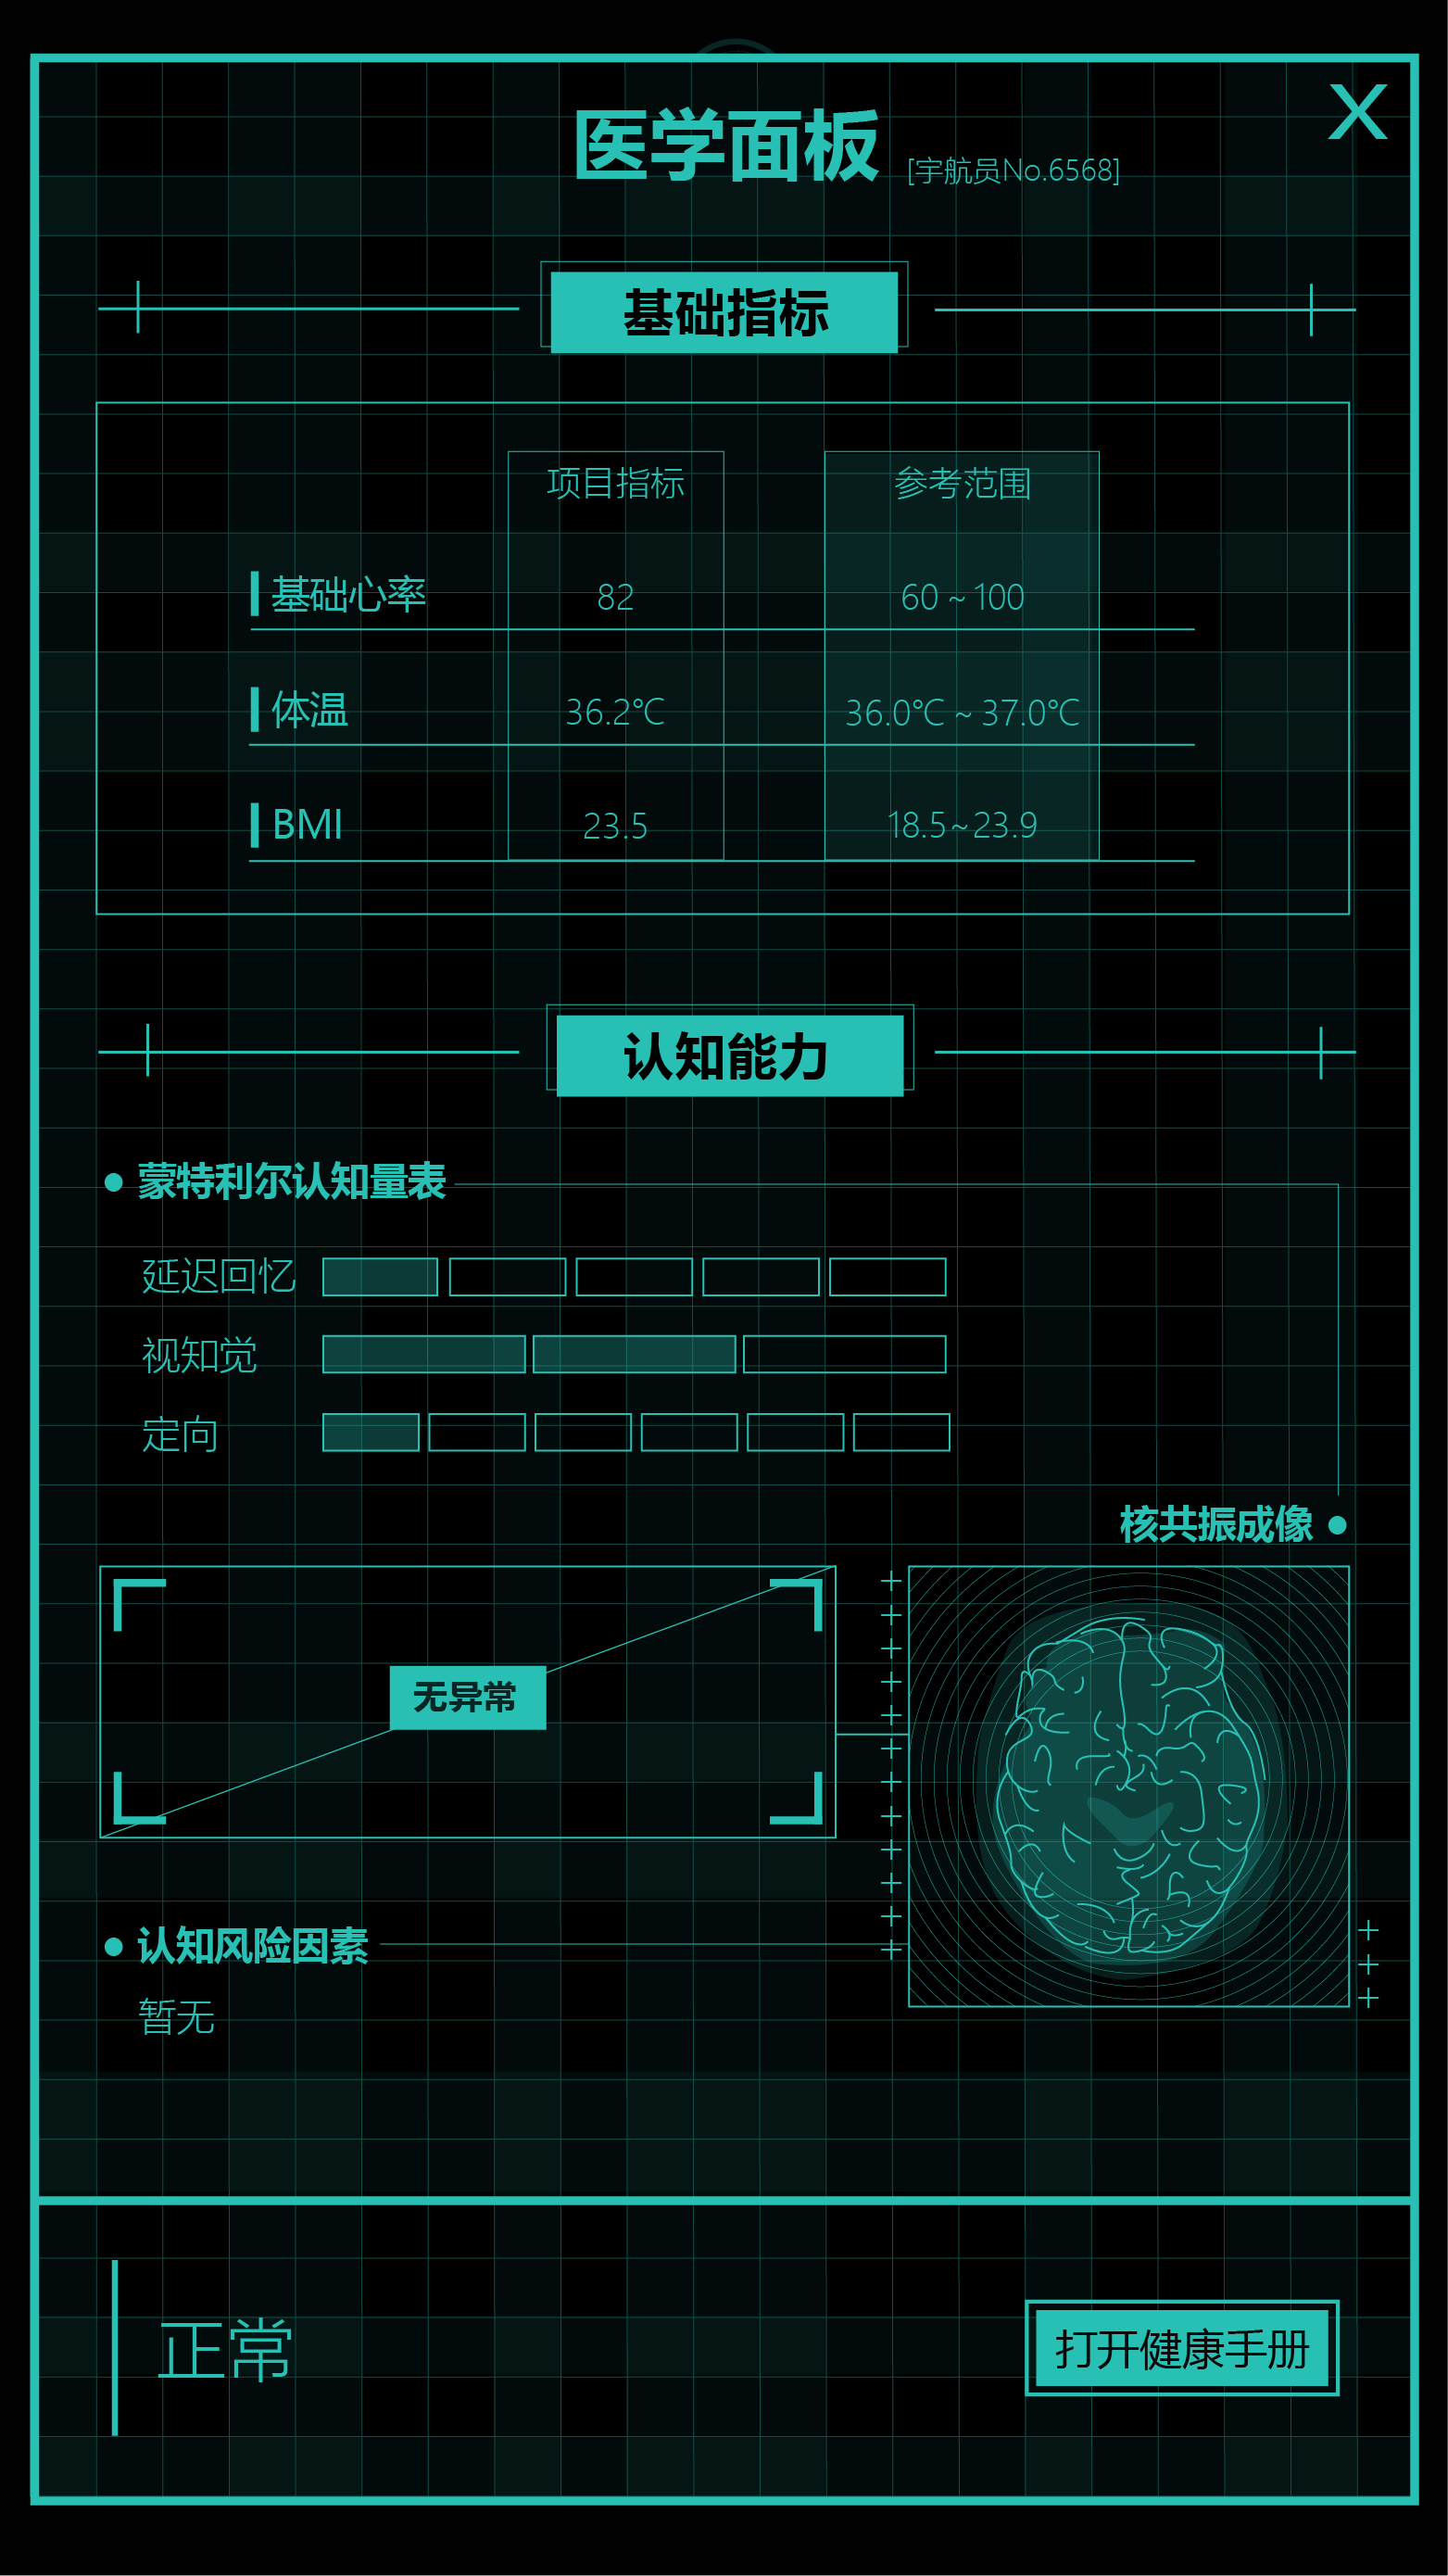 X
医学面板 [宇航员No.6568]
基础指标
项目指标 参考范围
基础心率 82 60 ~ 100
体温 36.2°C 36.0°C ~ 37.0°C
BMI 23.5 18.5~23.9
认知能力
蒙特利尔认知量表
延迟回忆
视知觉
定向
核共振成像
无异常
认知风险因素
暂无
正常
打开健康手册